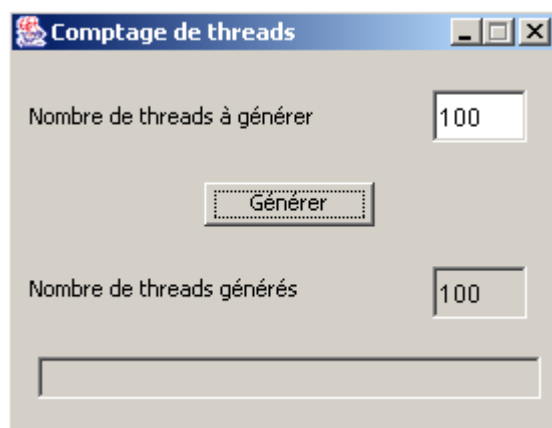 Comptage de threads
Nombre de threads à générer 100
Générer
Nombre de threads générés 100